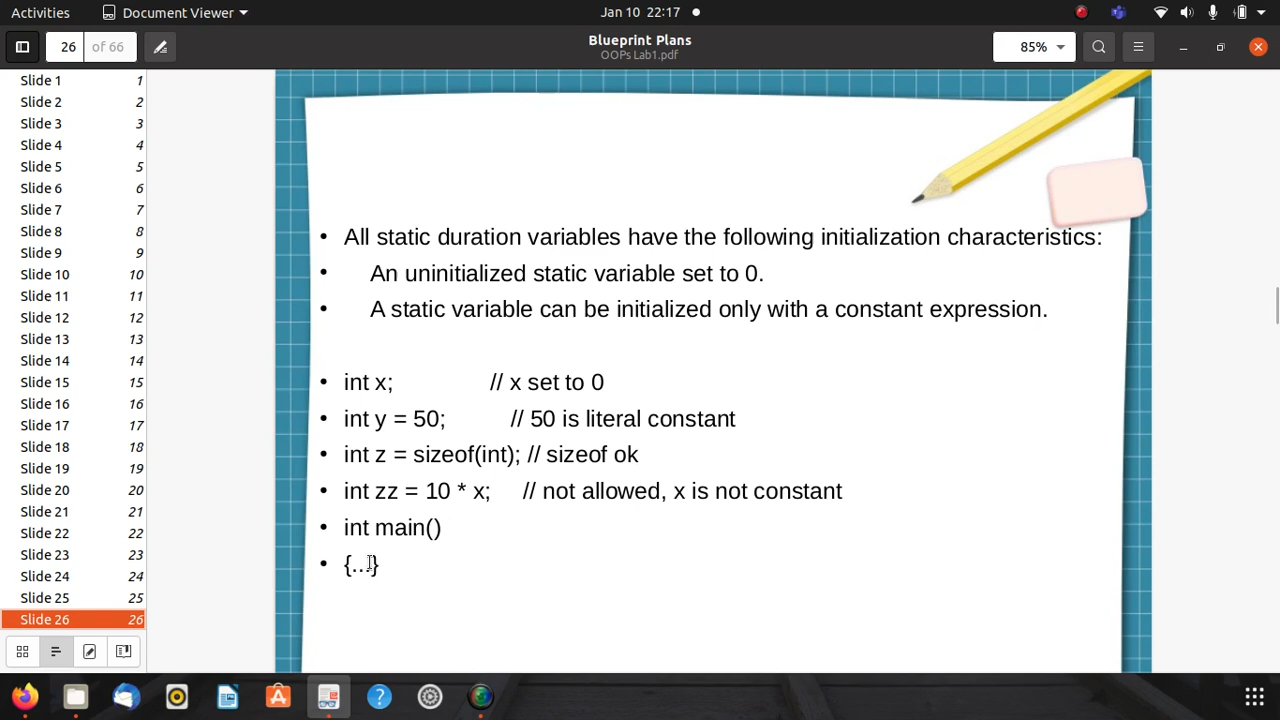 Activities Document Viewer Jan 10 22:17
26 of 66 Blueprint Plans 85%
OOPs Lab1.pdf
Slide 1 1
Slide 2 2
Slide 3 3
Slide 4 4
Slide 5 5
Slide 6 6
Slide 7 7
Slide 8 8
Slide 9 9
Slide 10 10
Slide 11 11
Slide 12 12
Slide 13 13
Slide 14 14
Slide 15 15
Slide 16 16
Slide 17 17
Slide 18 18
Slide 19 19
Slide 20 20
Slide 21 21
Slide 22 22
Slide 23 23
Slide 24 24
Slide 25 25
Slide 26 26
• All static duration variables have the following initialization characteristics:
• An uninitialized static variable set to 0.
• A static variable can be initialized only with a constant expression.
• int x; // x set to 0
• int y = 50; // 50 is literal constant
• int z = sizeof(int); // sizeof ok
• int zz = 10 * x; // not allowed, x is not constant
• int main()
• {...}